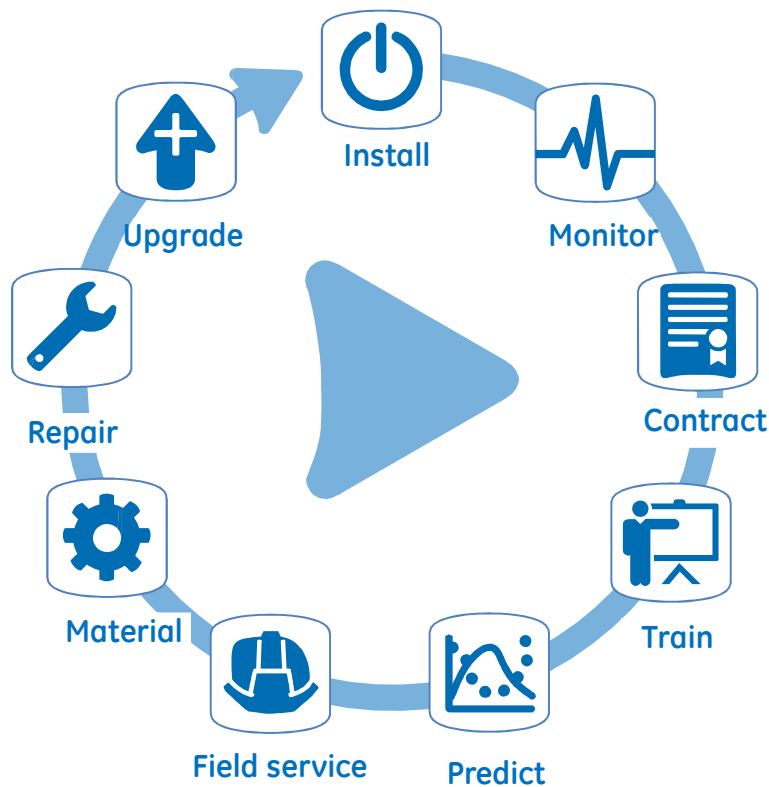 Install
Monitor
Contract
Train
Predict
Field service
Material
Repair
Upgrade